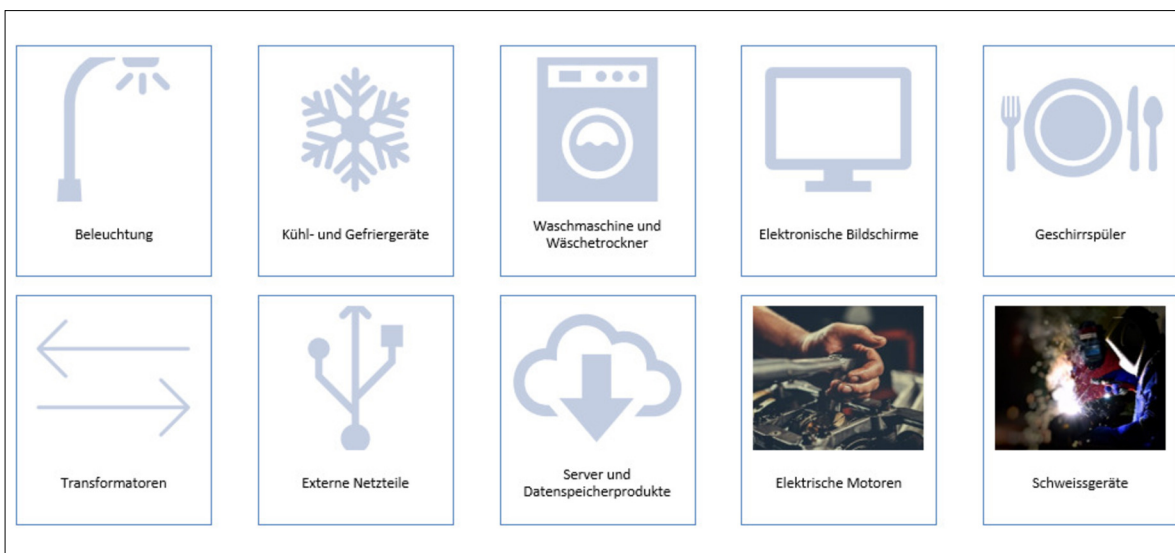 Beleuchtung
Kühl- und Gefriergeräte
Waschmaschine und
Wäschetrockner
Elektronische Bildschirme
Geschirrspüler
Transformatoren
Externe Netzteile
Server und
Datenspeicherprodukte
Elektrische Motoren
Schweissgeräte